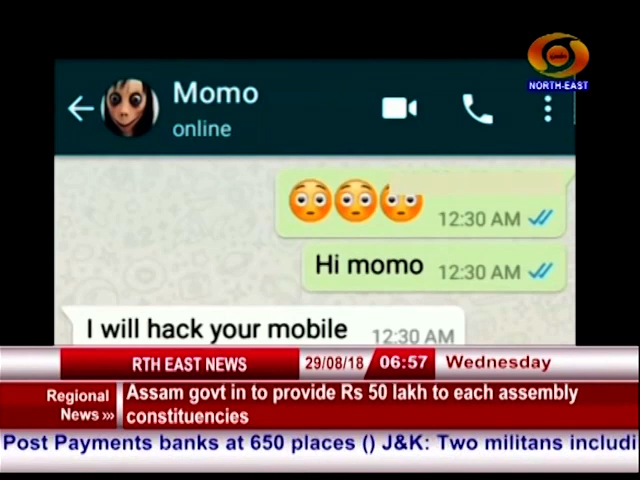 NORTH-EAST
Momo
online
12:30 AM
Hi momo 12:30 AM
I will hack your mobile 12:30 AM
RTH EAST NEWS 29/08/18 06:57 Wednesday
Regional
News »
Assam govt in to provide Rs 50 lakh to each assembly
constituencies
Post Payments banks at 650 places () J&K: Two militans includi